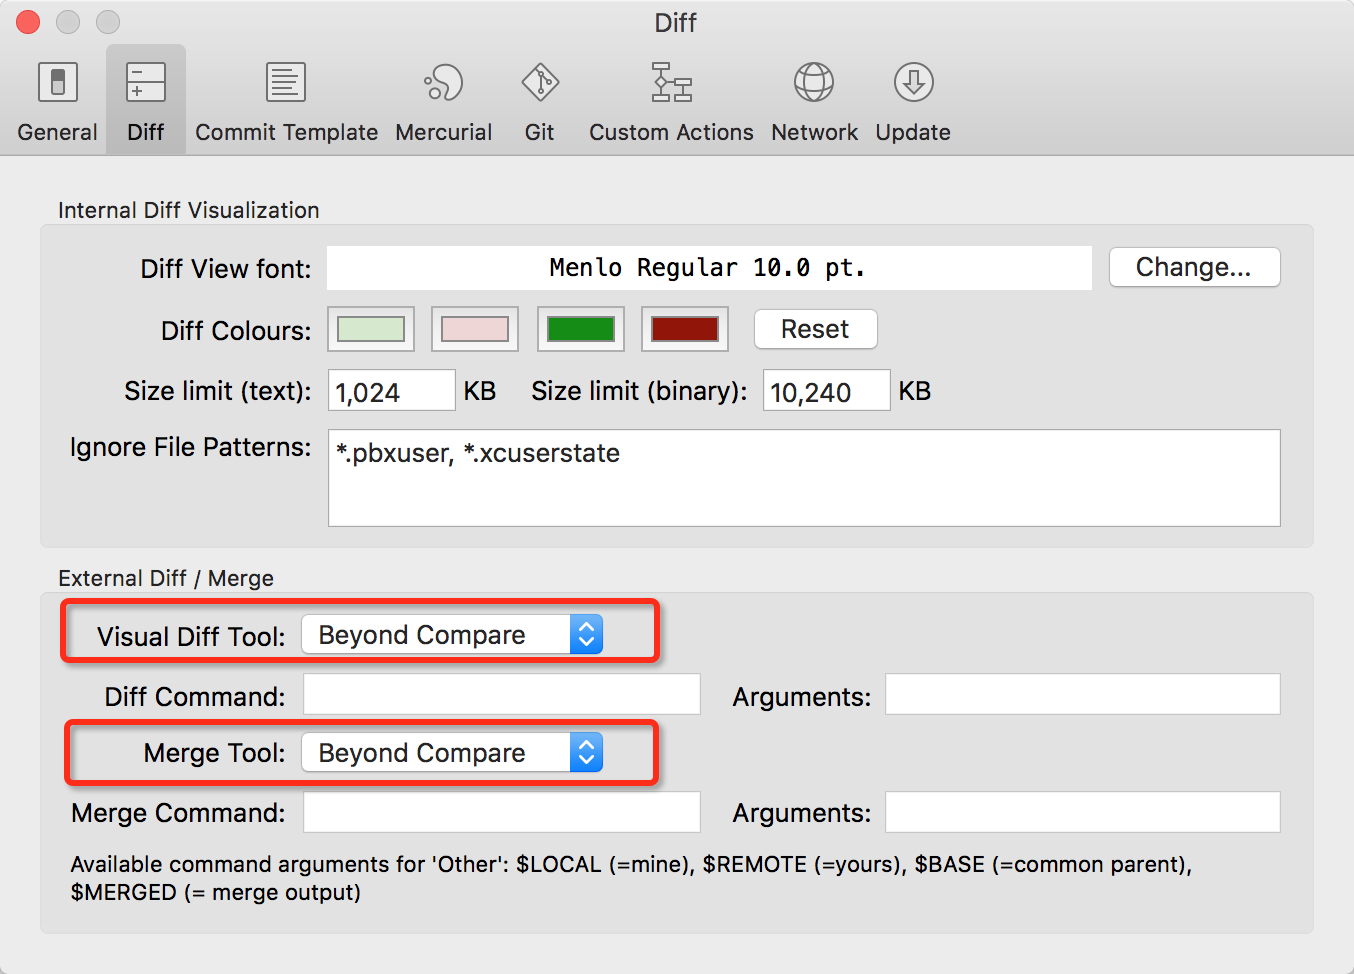 Diff
General Diff Commit Template Mercurial Git Custom Actions Network Update
Internal Diff Visualization
Diff View font: Menlo Regular 10.0 pt. Change...
Diff Colours: Reset
Size limit (text): 1,024 KB Size limit (binary): 10,240 KB
Ignore File Patterns: *.pbxuser, *.xcuserstate
External Diff / Merge
Visual Diff Tool: Beyond Compare
Diff Command: Arguments:
Merge Tool: Beyond Compare
Merge Command: Arguments:
Available command arguments for 'Other': $LOCAL (=mine), $REMOTE (=yours), $BASE (=common parent),
$MERGED (= merge output)